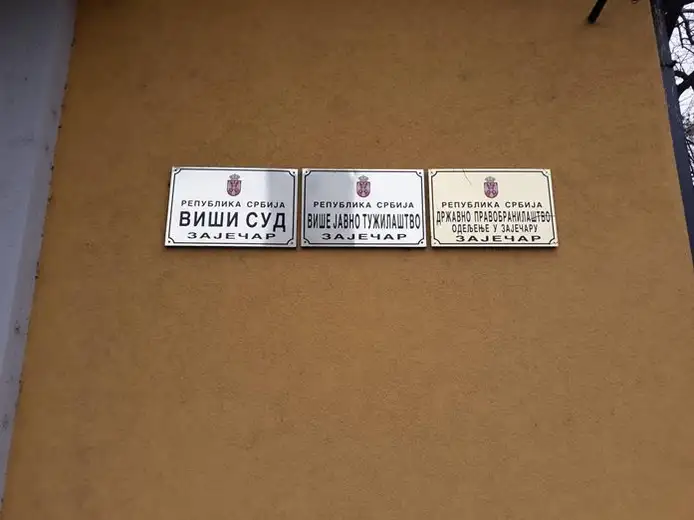 РЕПУБЛИКА СРБИЈА
ВИШИ СУД
ЗАЈЕЧАР
РЕПУБЛИКА СРБИЈА
ВИШЕ ЈАВНО ТУЖИЛАШТВО
ЗАЈЕЧАР
РЕПУБЛИКА СРБИЈА
ДРЖАВНО ПРАВОБРАНИЛАШТВО
ОДЕЉЕЊЕ У ЗАЈЕЧАРУ
ЗАЈЕЧАР